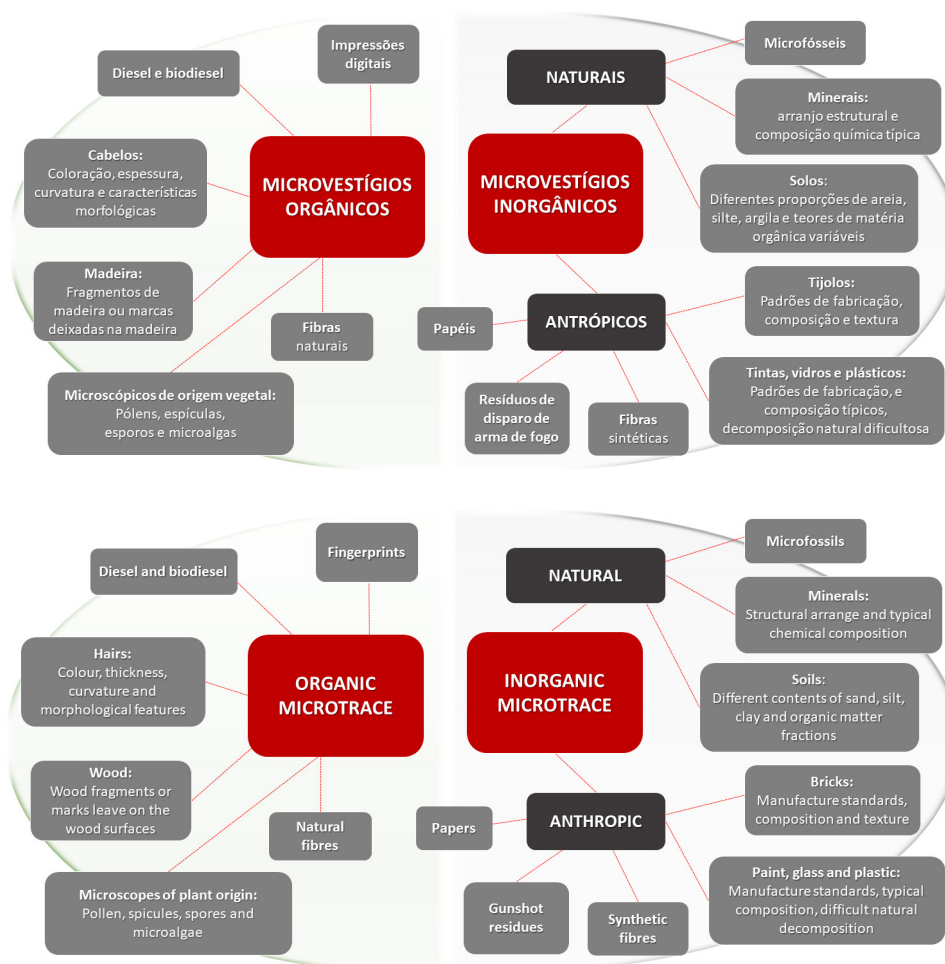 Diesel e biodiesel
Impressões
digitais
Cabelos:
Coloração, espessura,
curvatura e características
morfológicas
MICROVESTÍGIOS
ORGÂNICOS
Madeira:
Fragmentos de
madeira ou marcas
deixadas na madeira
Fibras
naturais
Microscópicos de origem vegetal:
Pólens, espículas,
esporos e microalgas
NATURAIS
Microfósseis
Minerais:
arranjo estrutural e
composição química típica
MICROVESTÍGIOS
INORGÂNICOS
Solos:
Diferentes proporções de areia,
silte, argila e teores de matéria
orgânica variáveis
Papéis
ANTRÓPICOS
Tijolos:
Padrões de fabricação,
composição e textura
Resíduos de
disparo de
arma de fogo
Fibras
sintéticas
Tintas, vidros e plásticos:
Padrões de fabricação, e
composição típicos,
decomposição natural dificultosa
Diesel and biodiesel
Fingerprints
Hairs:
Colour, thickness,
curvature and
morphological features
ORGANIC
MICROTRACE
Wood:
Wood fragments or
marks leave on the
wood surfaces
Natural
fibres
Microscopes of plant origin:
Pollen, spicules, spores and
microalgae
NATURAL
Microfossils
Minerals:
Structural arrange and typical
chemical composition
INORGANIC
MICROTRACE
Soils:
Different contents of sand, silt,
clay and organic matter
fractions
Papers
ANTHROPIC
Bricks:
Manufacture standards,
composition and texture
Gunshot
residues
Synthetic
fibres
Paint, glass and plastic:
Manufacture standards, typical
composition, difficult natural
decomposition